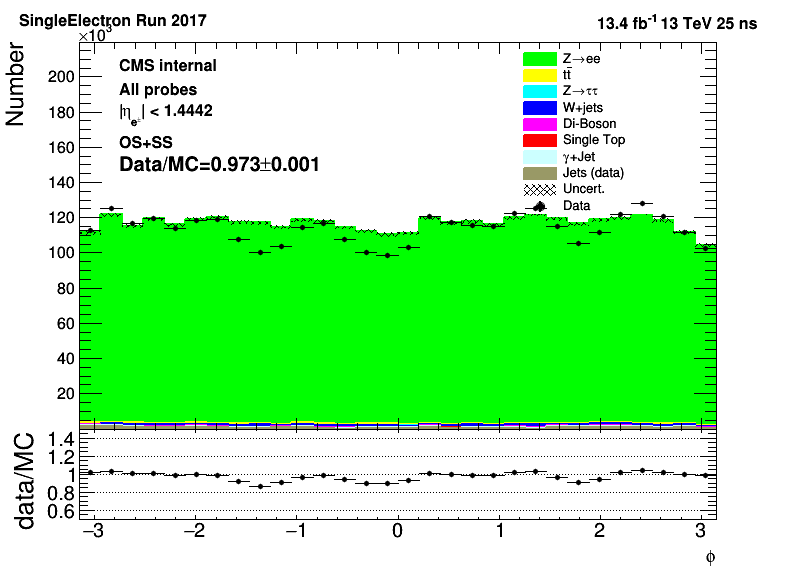 SingleElectron Run 2017
13.4 fb⁻¹ 13 TeV 25 ns
×10³
Number
CMS internal
All probes
|η_e±| < 1.4442
OS+SS
Data/MC=0.973±0.001
Z→ee
tt̄
Z→ττ
W+jets
Di-Boson
Single Top
γ+Jet
Jets (data)
Uncert.
Data
200
180
160
140
120
100
80
60
40
20
data/MC
1.4
1.2
1
0.8
0.6
−3 −2 −1 0 1 2 3
ϕ